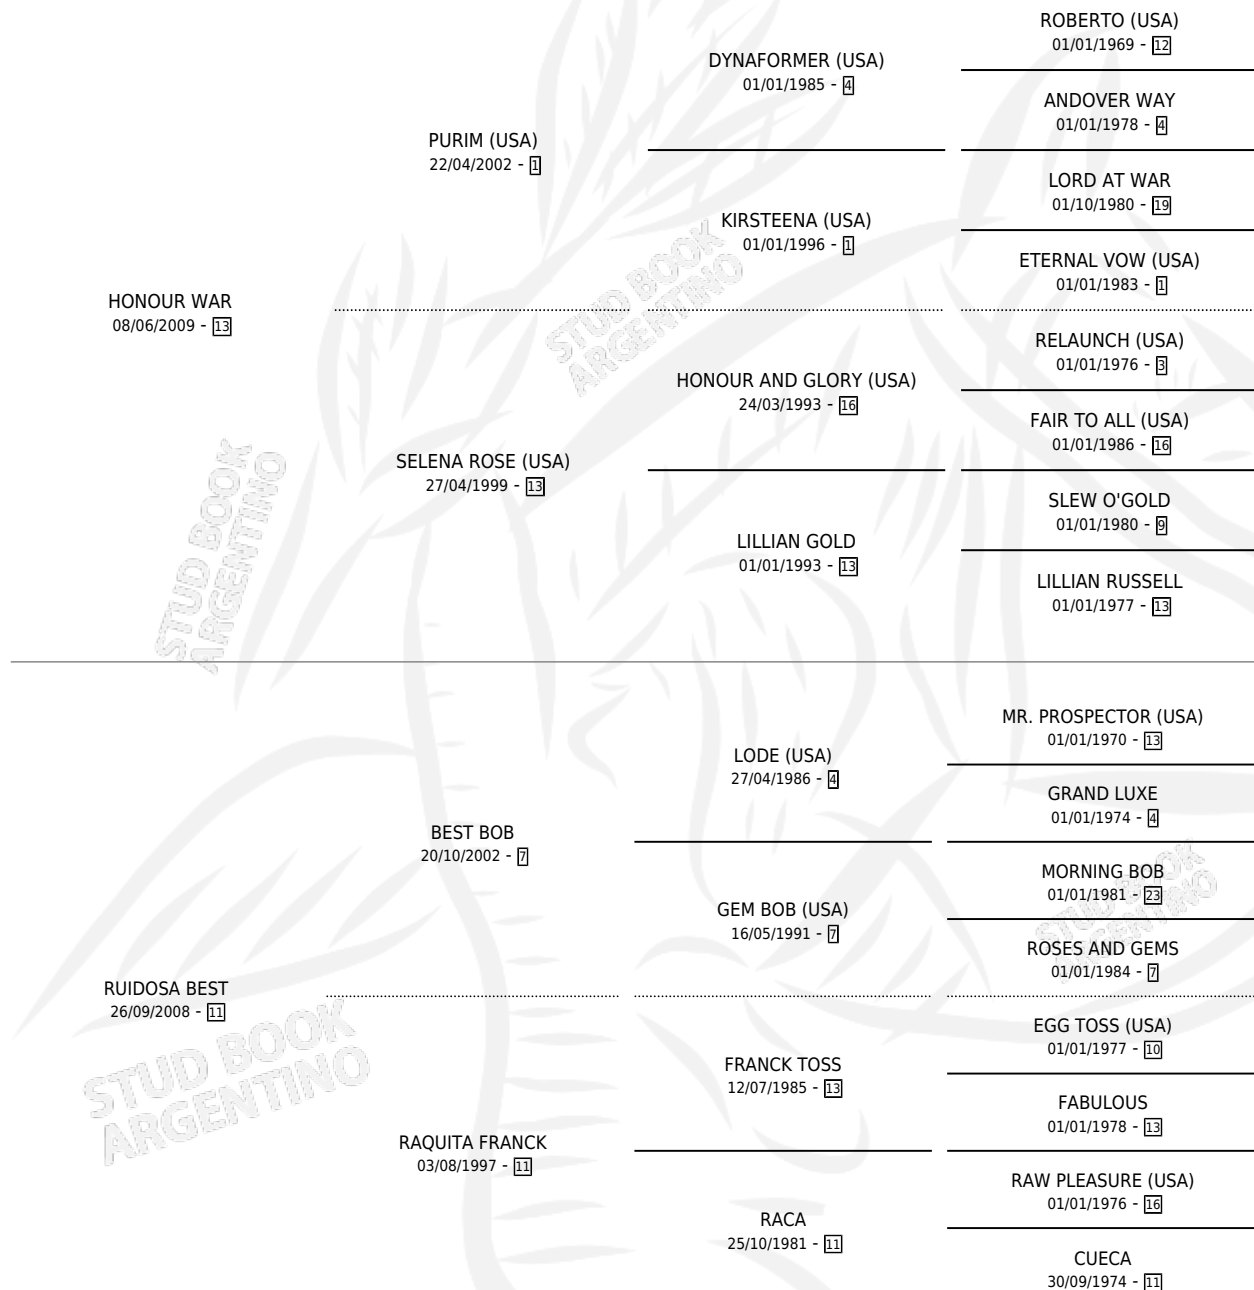 ROBERTO (USA)
01/01/1969 - 12
DYNAFORMER (USA)
01/01/1985 - 4
ANDOVER WAY
01/01/1978 - 4
PURIM (USA)
22/04/2002 - 1
LORD AT WAR
01/10/1980 - 19
KIRSTEENA (USA)
01/01/1996 - 1
ETERNAL VOW (USA)
01/01/1983 - 1
HONOUR WAR
08/06/2009 - 13
RELAUNCH (USA)
01/01/1976 - 3
HONOUR AND GLORY (USA)
24/03/1993 - 16
FAIR TO ALL (USA)
01/01/1986 - 16
SELENA ROSE (USA)
27/04/1999 - 13
SLEW O'GOLD
01/01/1980 - 9
LILLIAN GOLD
01/01/1993 - 13
LILLIAN RUSSELL
01/01/1977 - 13
MR. PROSPECTOR (USA)
01/01/1970 - 13
LODE (USA)
27/04/1986 - 4
GRAND LUXE
01/01/1974 - 4
BEST BOB
20/10/2002 - 7
MORNING BOB
01/01/1981 - 23
GEM BOB (USA)
16/05/1991 - 7
ROSES AND GEMS
01/01/1984 - 7
RUIDOSA BEST
26/09/2008 - 11
EGG TOSS (USA)
01/01/1977 - 10
FRANCK TOSS
12/07/1985 - 13
FABULOUS
01/01/1978 - 13
RAQUITA FRANCK
03/08/1997 - 11
RAW PLEASURE (USA)
01/01/1976 - 16
RACA
25/10/1981 - 11
CUECA
30/09/1974 - 11
STUD BOOK
ARGENTINO
STUD BOOK
ARGENTINO
STUD BOOK
ARGENTINO
STUD BOOK
ARGENTINO